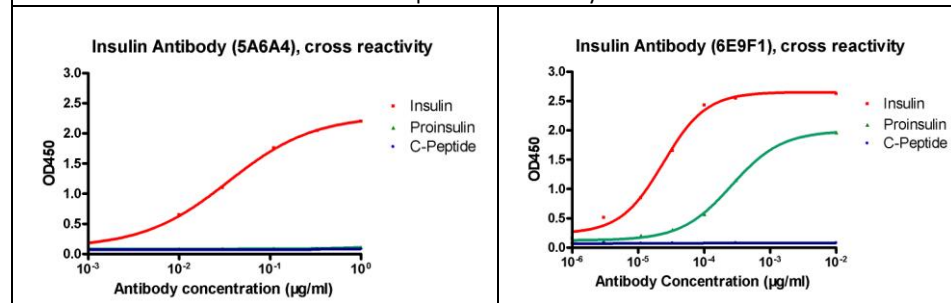 Insulin Antibody (5A6A4), cross reactivity
3.0
2.5
2.0
1.5
1.0
0.5
0.0
OD450
10-3
10-2
10-1
100
Antibody concentration (µg/ml)
Insulin
Proinsulin
C-Peptide
Insulin Antibody (6E9F1), cross reactivity
3.0
2.5
2.0
1.5
1.0
0.5
0.0
OD450
10-6
10-5
10-4
10-3
10-2
Antibody Concentration (µg/ml)
Insulin
Proinsulin
C-Peptide